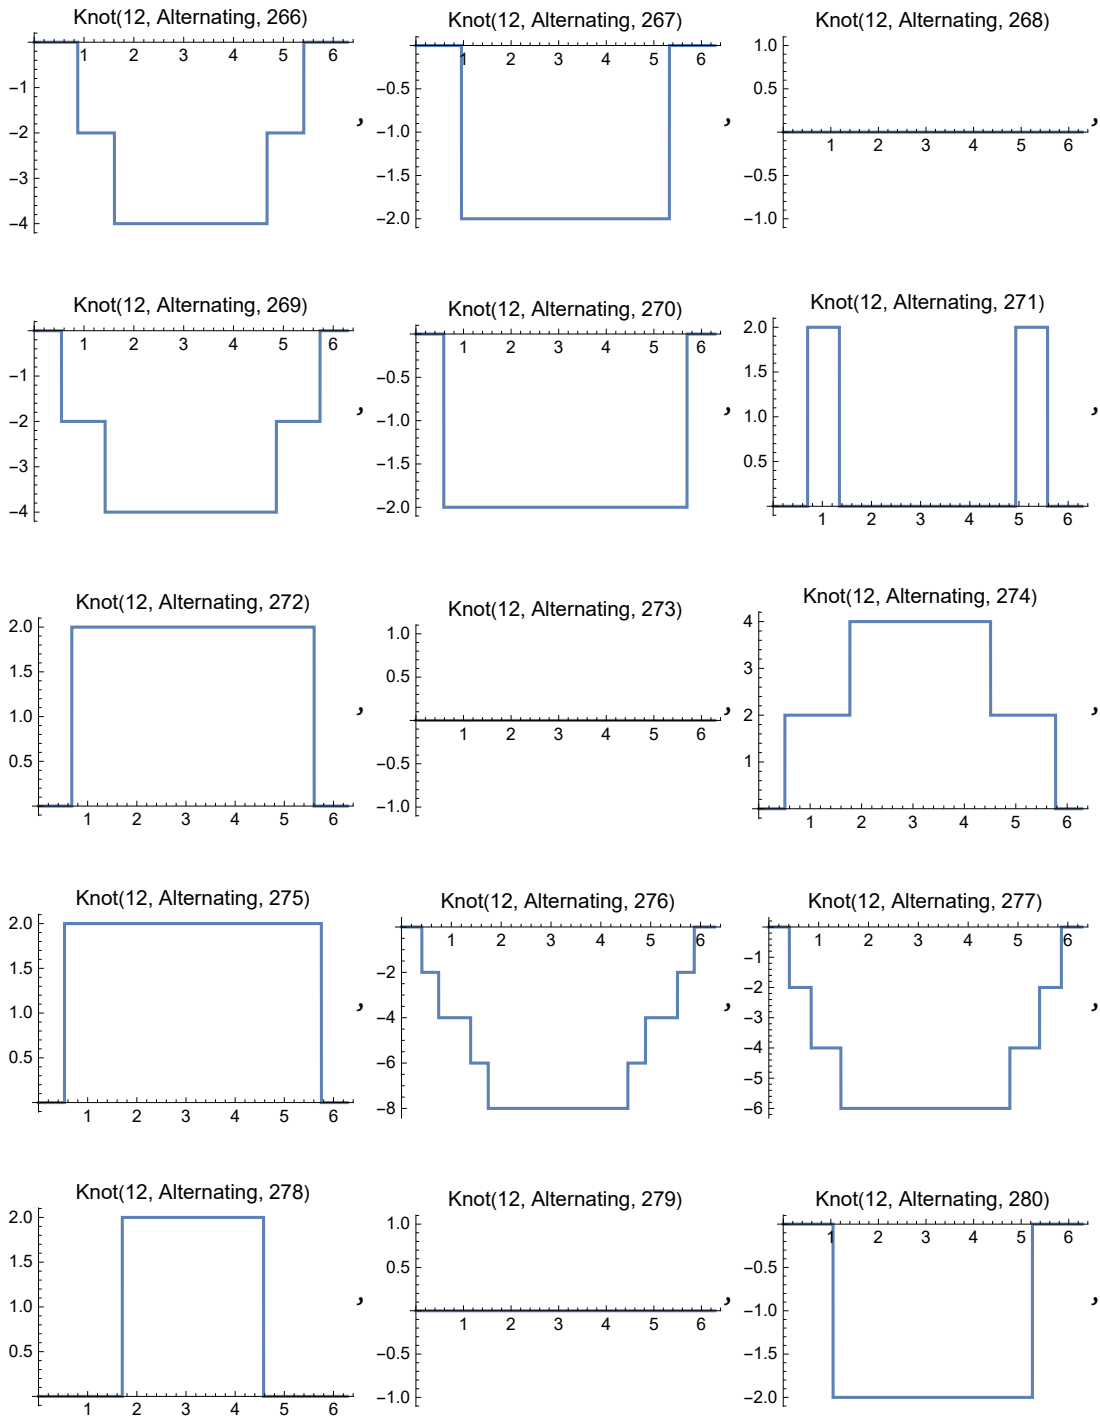 Knot(12, Alternating, 266)
1 2 3 4 5 6
−1
−2
−3
−4
,
Knot(12, Alternating, 267)
1 2 3 4 5 6
−0.5
−1.0
−1.5
−2.0
,
Knot(12, Alternating, 268)
1.0
0.5
1 2 3 4 5 6
−0.5
−1.0
,
Knot(12, Alternating, 269)
1 2 3 4 5 6
−1
−2
−3
−4
,
Knot(12, Alternating, 270)
1 2 3 4 5 6
−0.5
−1.0
−1.5
−2.0
,
Knot(12, Alternating, 271)
2.0
1.5
1.0
0.5
1 2 3 4 5 6
,
Knot(12, Alternating, 272)
2.0
1.5
1.0
0.5
1 2 3 4 5 6
,
Knot(12, Alternating, 273)
1.0
0.5
1 2 3 4 5 6
−0.5
−1.0
,
Knot(12, Alternating, 274)
4
3
2
1
1 2 3 4 5 6
,
Knot(12, Alternating, 275)
2.0
1.5
1.0
0.5
1 2 3 4 5 6
,
Knot(12, Alternating, 276)
1 2 3 4 5 6
−2
−4
−6
−8
,
Knot(12, Alternating, 277)
1 2 3 4 5 6
−1
−2
−3
−4
−5
−6
,
Knot(12, Alternating, 278)
2.0
1.5
1.0
0.5
1 2 3 4 5 6
,
Knot(12, Alternating, 279)
1.0
0.5
1 2 3 4 5 6
−0.5
−1.0
,
Knot(12, Alternating, 280)
1 2 3 4 5 6
−0.5
−1.0
−1.5
−2.0
,